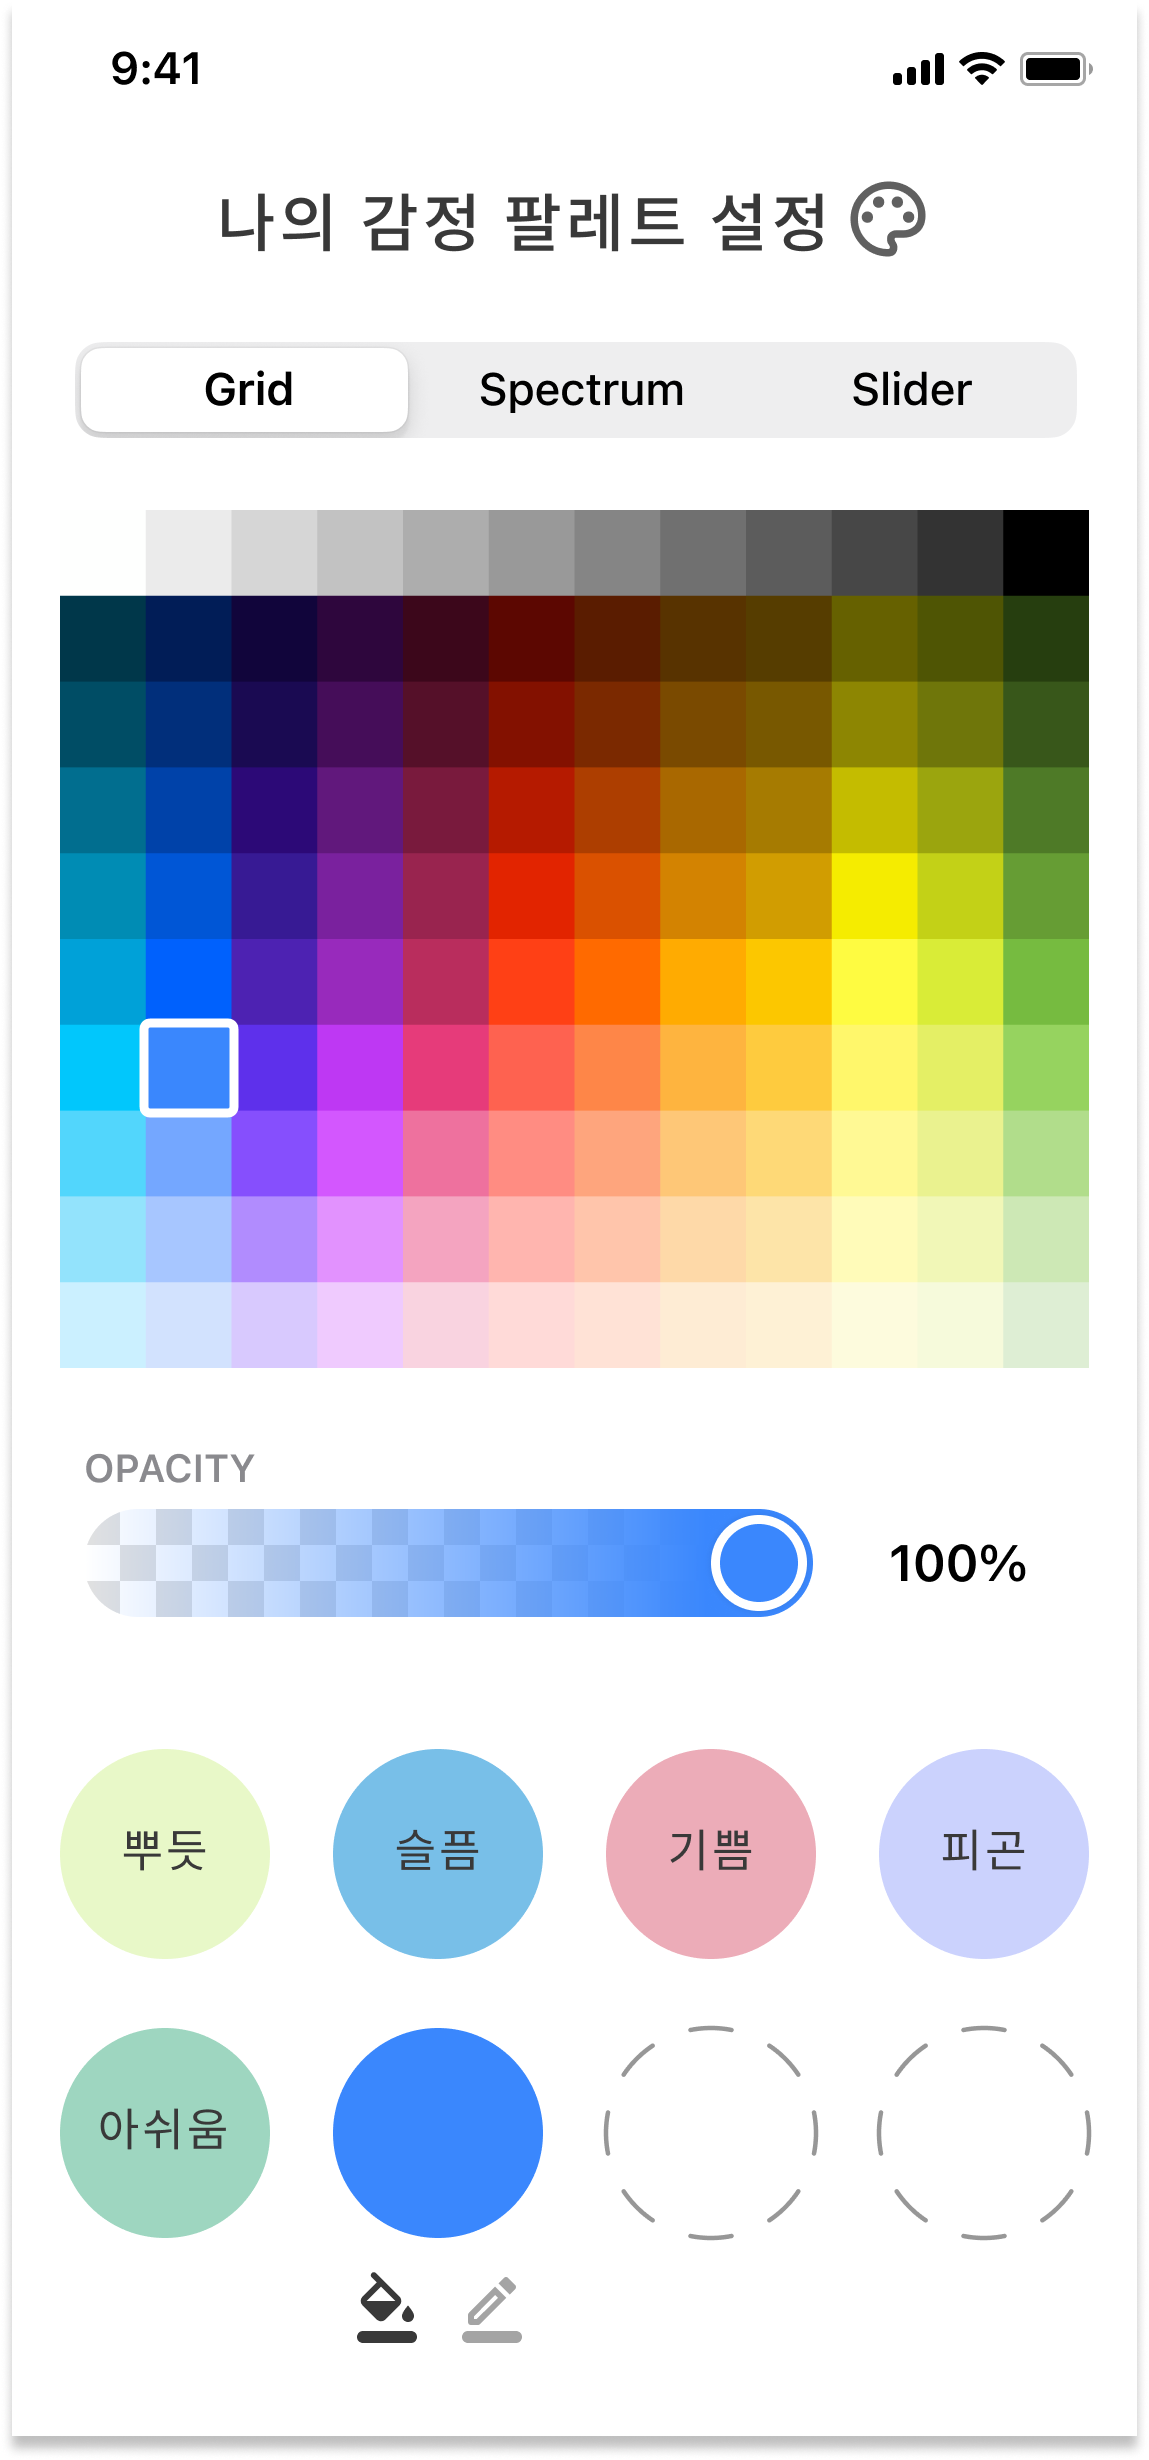 9:41
나의 감정 팔레트 설정
Grid Spectrum Slider
OPACITY
100%
뿌듯 슬픔 기쁨 피곤
아쉬움